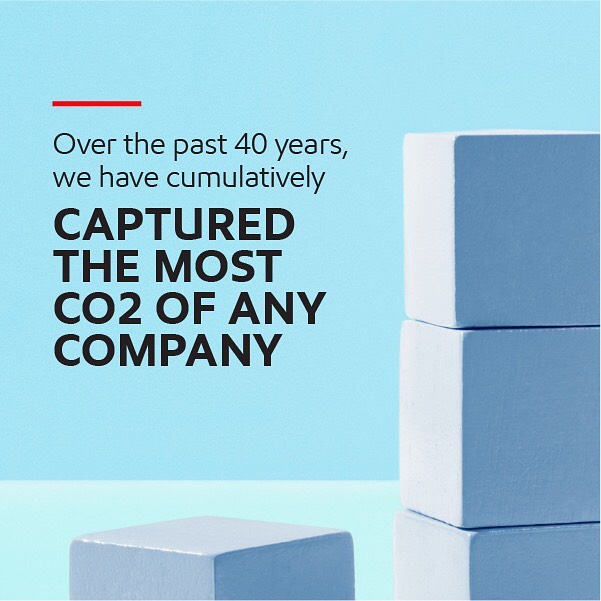 Over the past 40 years,
we have cumulatively
CAPTURED
THE MOST
CO2 OF ANY
COMPANY